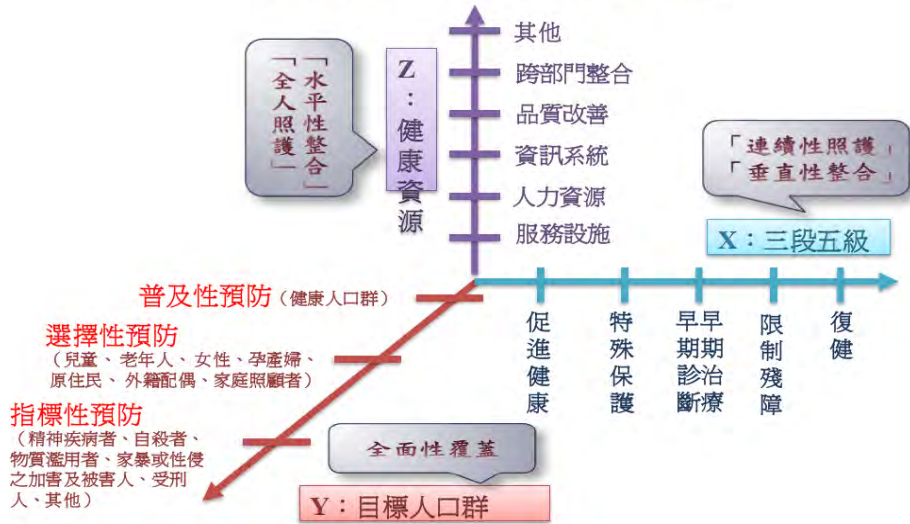 其他
跨部門整合
品質改善
資訊系統
人力資源
服務設施
Z：健康資源
「水平性整合」
「全人照護」
「連續性照護」
「垂直性整合」
X：三段五級
促進健康
特殊保護
早期診斷
早期治療
限制殘障
復健
普及性預防（健康人口群）
選擇性預防
（兒童、老年人、女性、孕產婦、
原住民、外籍配偶、家庭照顧者）
指標性預防
（精神疾病者、自殺者、
物質濫用者、家暴或性侵
之加害及被害人、受刑
人、其他）
全面性覆蓋
Y：目標人口群